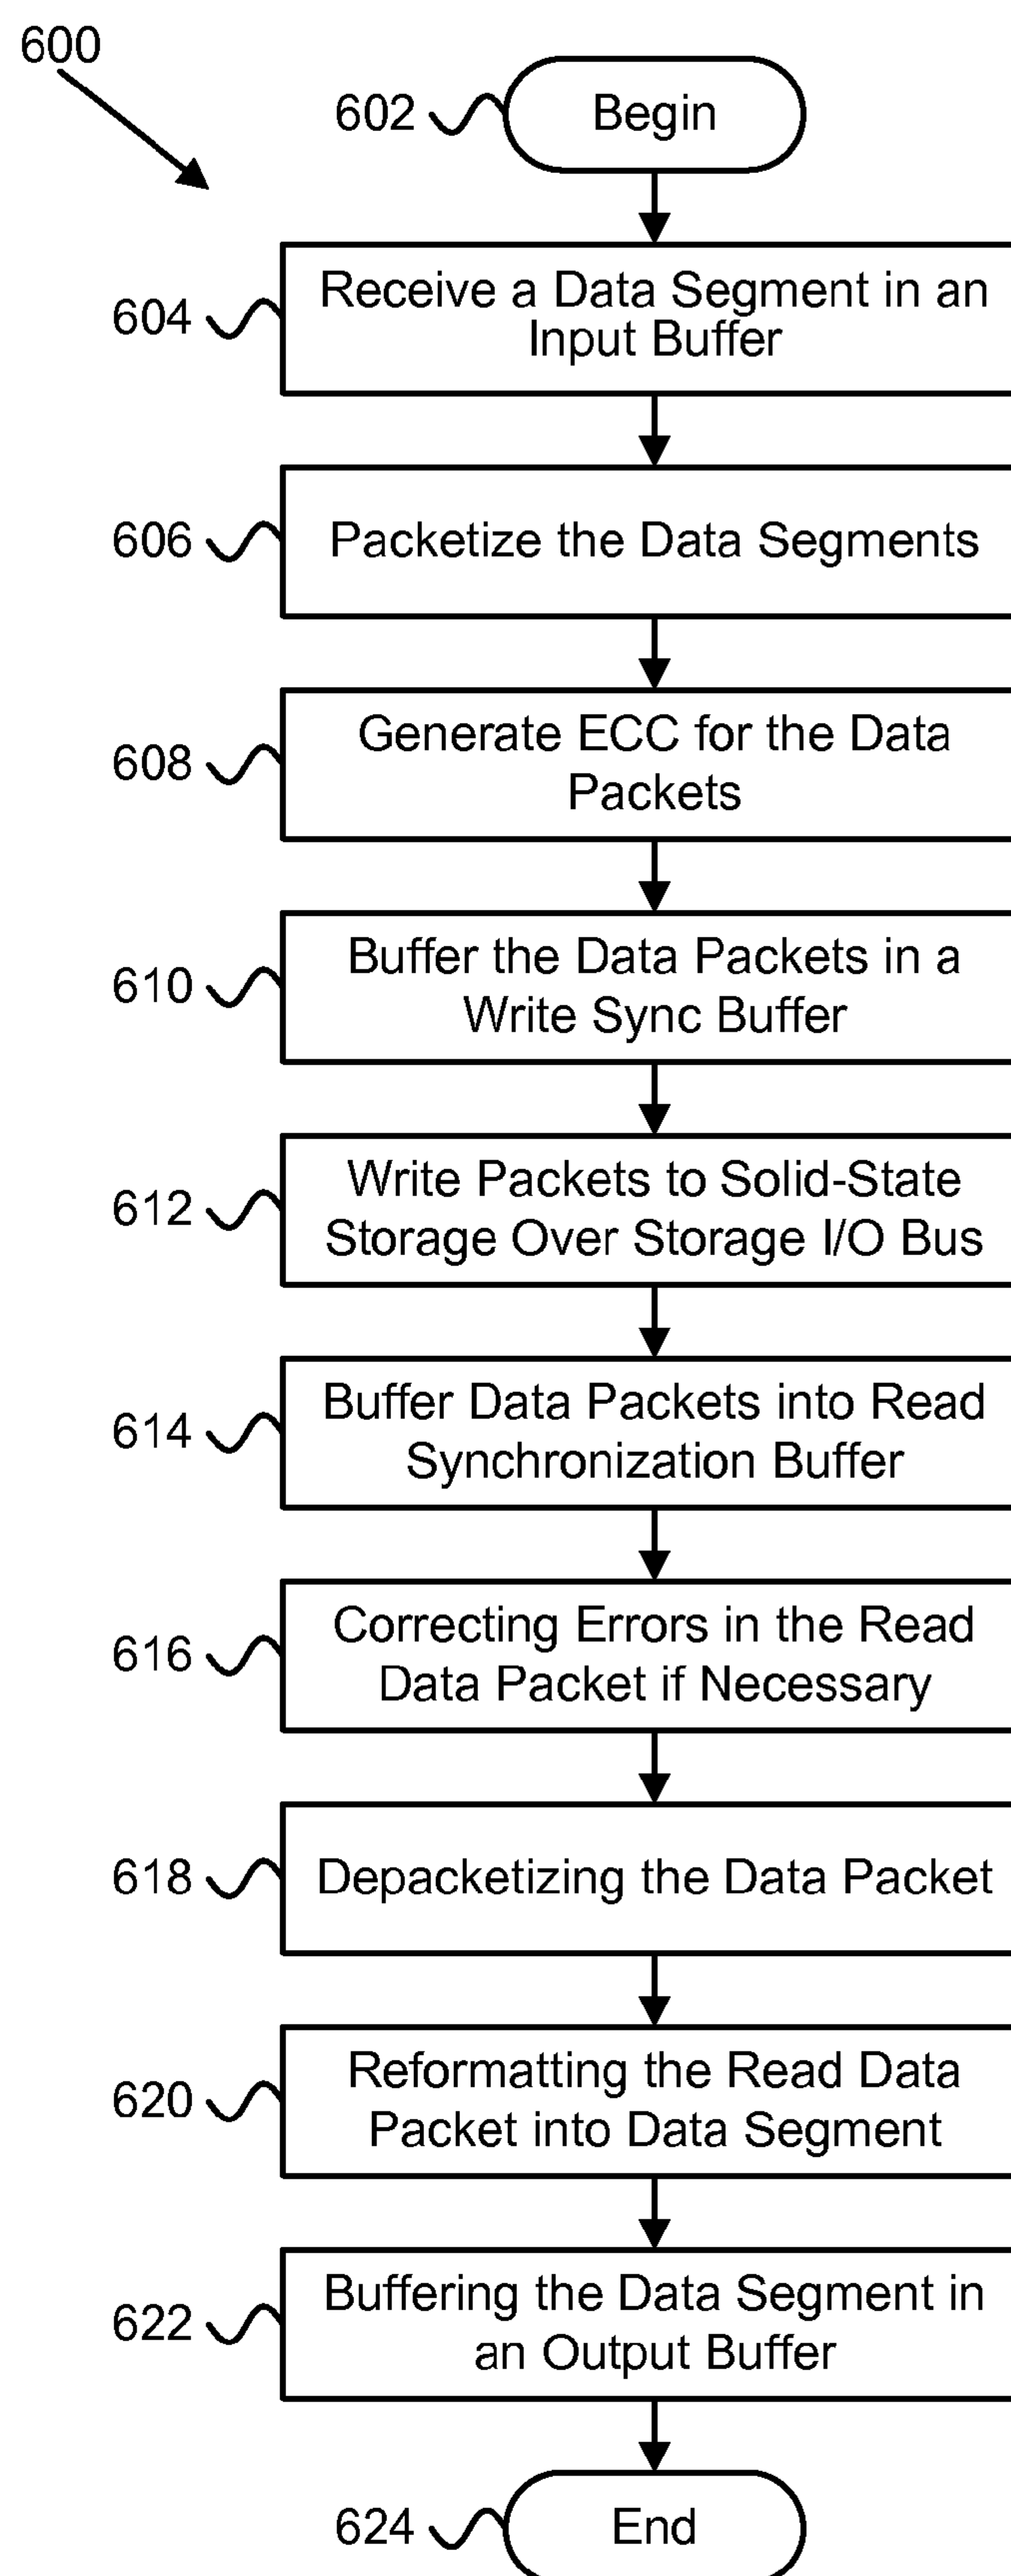 600
602
Begin
604
Receive a Data Segment in an
Input Buffer
606
Packetize the Data Segments
608
Generate ECC for the Data
Packets
610
Buffer the Data Packets in a
Write Sync Buffer
612
Write Packets to Solid-State
Storage Over Storage I/O Bus
614
Buffer Data Packets into Read
Synchronization Buffer
616
Correcting Errors in the Read
Data Packet if Necessary
618
Depacketizing the Data Packet
620
Reformatting the Read Data
Packet into Data Segment
622
Buffering the Data Segment in
an Output Buffer
624
End